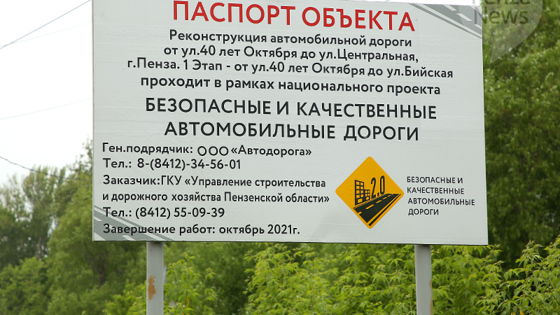 ПАСПОРТ ОБЪЕКТА
Реконструкция автомобильной дороги
от ул.40 лет Октября до ул.Центральная,
г.Пенза. 1 Этап - от ул.40 лет Октября до ул.Бийская
проходит в рамках национального проекта
БЕЗОПАСНЫЕ И КАЧЕСТВЕННЫЕ
АВТОМОБИЛЬНЫЕ ДОРОГИ
Ген.подрядчик: ООО «Автодорога»
Тел.: 8-(8412)-34-56-01
Заказчик:ГКУ «Управление строительства
и дорожного хозяйства Пензенской области»
Тел.: (8412) 55-09-39
Завершение работ: октябрь 2021г.
2.0
БЕЗОПАСНЫЕ И
КАЧЕСТВЕННЫЕ
АВТОМОБИЛЬНЫЕ
ДОРОГИ
News